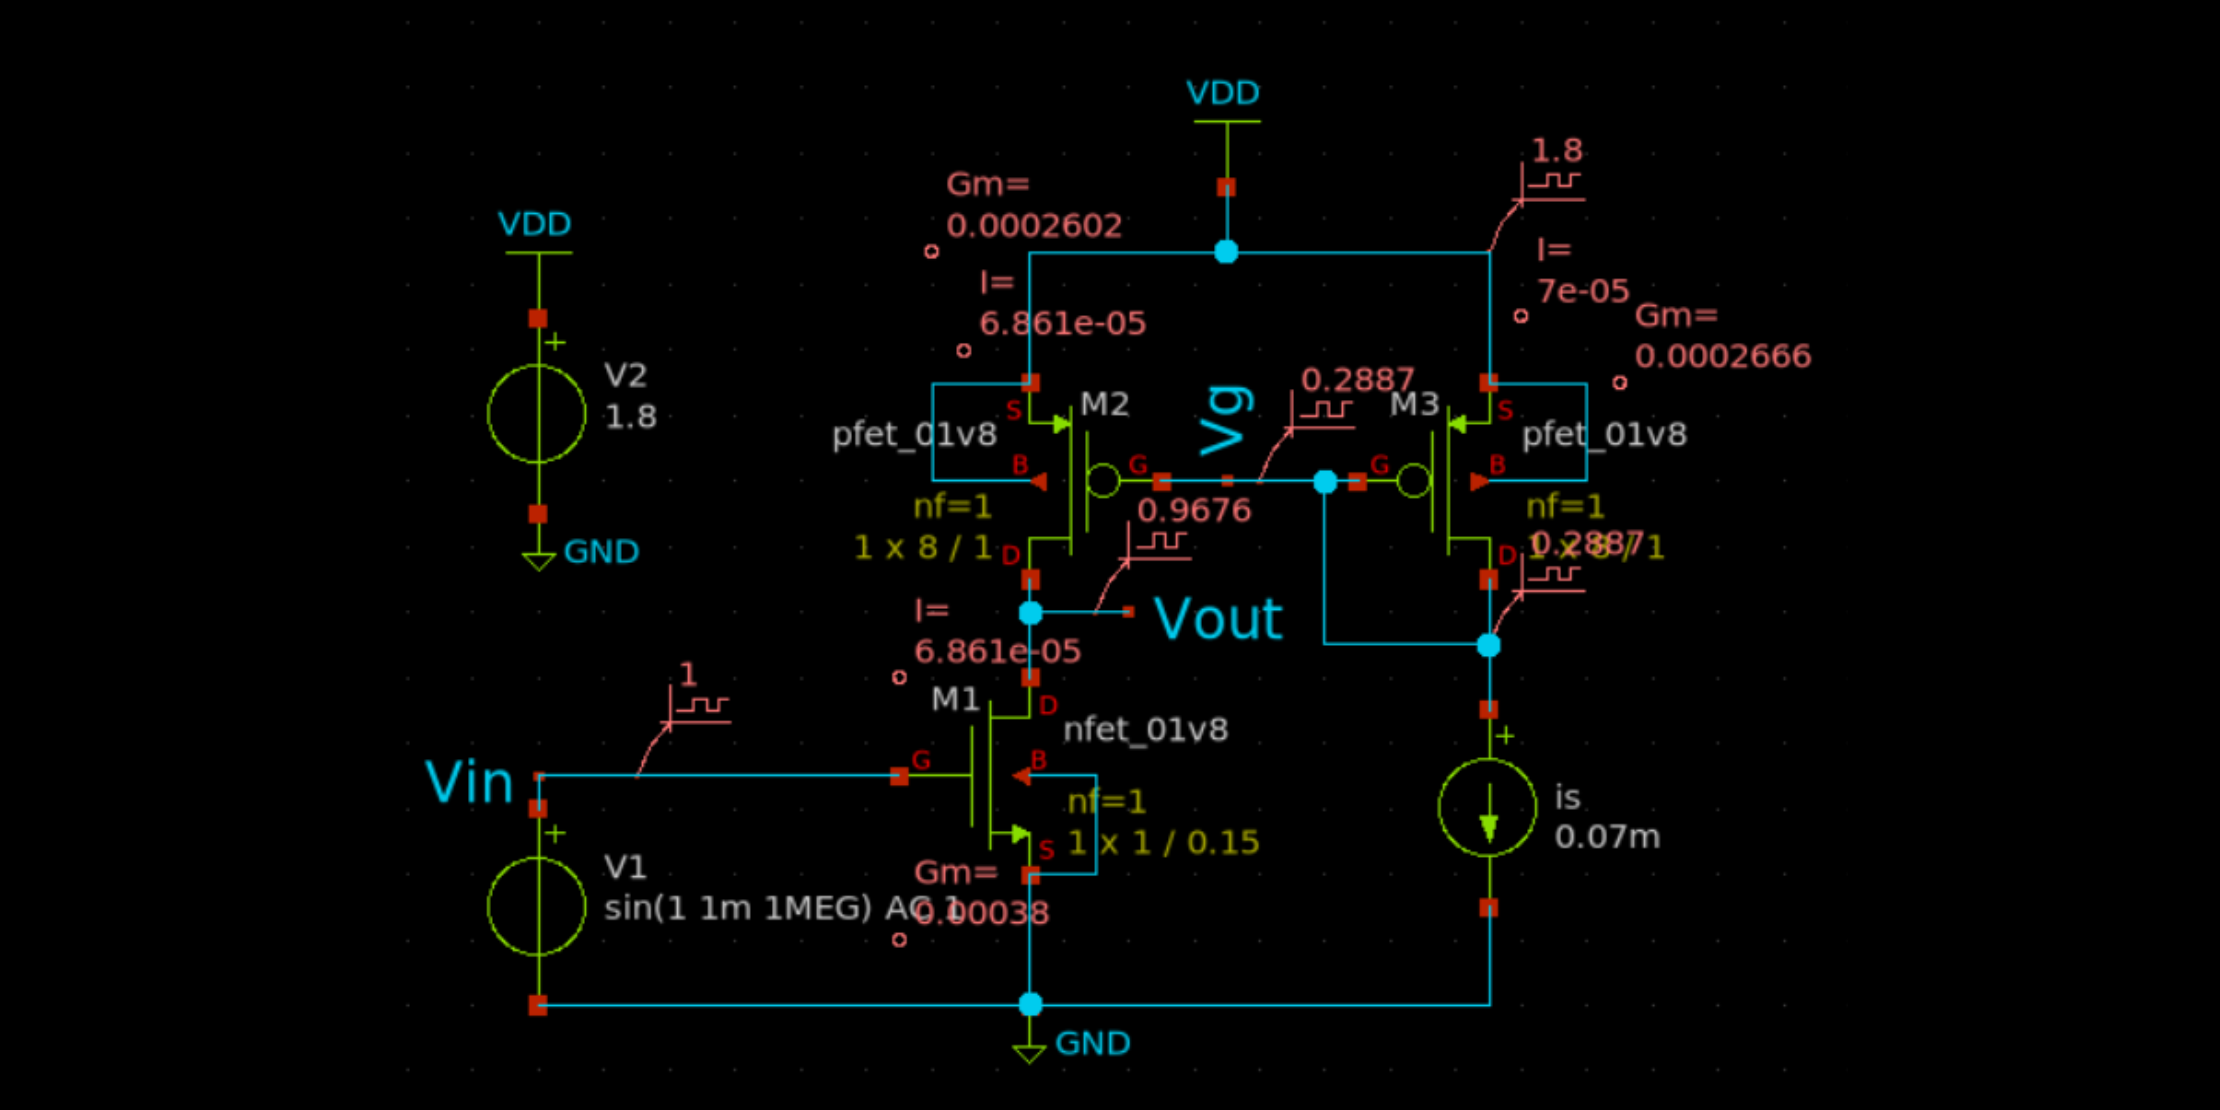 VDD
1.8
Gm=
0.0002602
VDD
I=
7e-05
I=
6.861e-05
Gm=
0.0002666
V2
1.8
0.2887
M2
Vg
M3
S
S
pfet_01v8
pfet_01v8
B
G
G
B
nf=1
1 x 8 / 1
0.9676
nf=1
1 x 8 / 1
0.2887
D
D
GND
I=
6.861e-05
Vout
1
M1
D
nfet_01v8
Vin
G
B
nf=1
1 x 1 / 0.15
is
0.07m
S
V1
sin(1 1m 1MEG) AC 1
Gm=
0.00038
GND